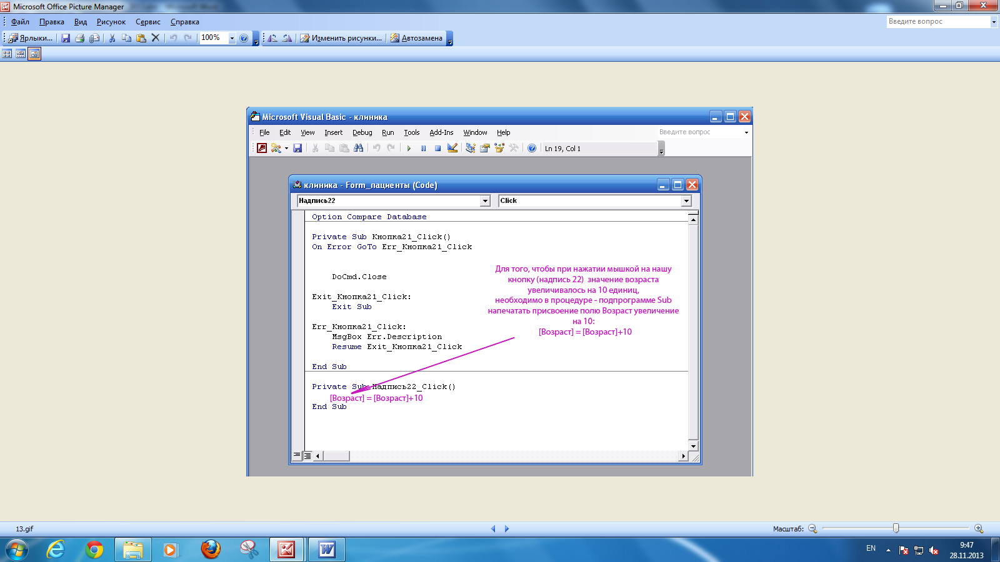 Microsoft Office Picture Manager
Файл Правка Вид Рисунок Сервис Справка
Введите вопрос
Ярлыки... 100% Изменить рисунки... Автозамена
Microsoft Visual Basic - клиника
File Edit View Insert Debug Run Tools Add-Ins Window Help
Введите вопрос
Ln 19, Col 1
клиника - Form_пациенты (Code)
Надпись22 Click
Option Compare Database
Private Sub Кнопка21_Click()
On Error GoTo Err_Кнопка21_Click
DoCmd.Close
Exit_Кнопка21_Click:
Exit Sub
Err_Кнопка21_Click:
MsgBox Err.Description
Resume Exit_Кнопка21_Click
End Sub
Для того, чтобы при нажатии мышкой на нашу
кнопку (надпись 22) значение возраста
увеличивалось на 10 единиц,
необходимо в процедуре - подпрограмме Sub
напечатать присвоение полю Возраст увеличение
на 10:
[Возраст] = [Возраст]+10
Private Sub Надпись22_Click()
[Возраст] = [Возраст]+10
End Sub
13.gif
Масштаб:
EN
9:47
28.11.2013